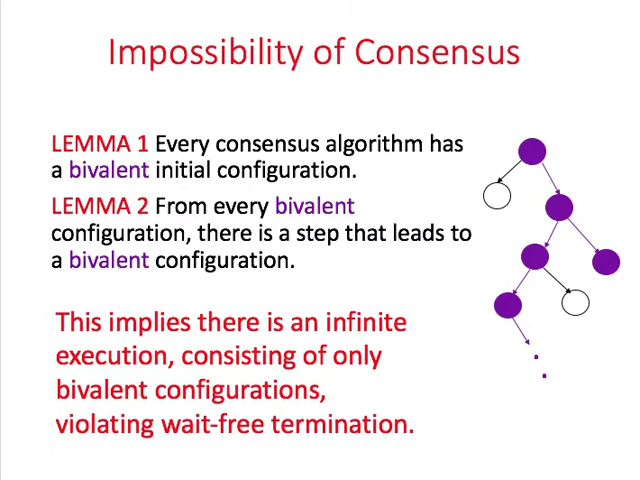 Impossibility of Consensus
LEMMA 1 Every consensus algorithm has
a bivalent initial configuration.
LEMMA 2 From every bivalent
configuration, there is a step that leads to
a bivalent configuration.
This implies there is an infinite
execution, consisting of only
bivalent configurations,
violating wait-free termination.